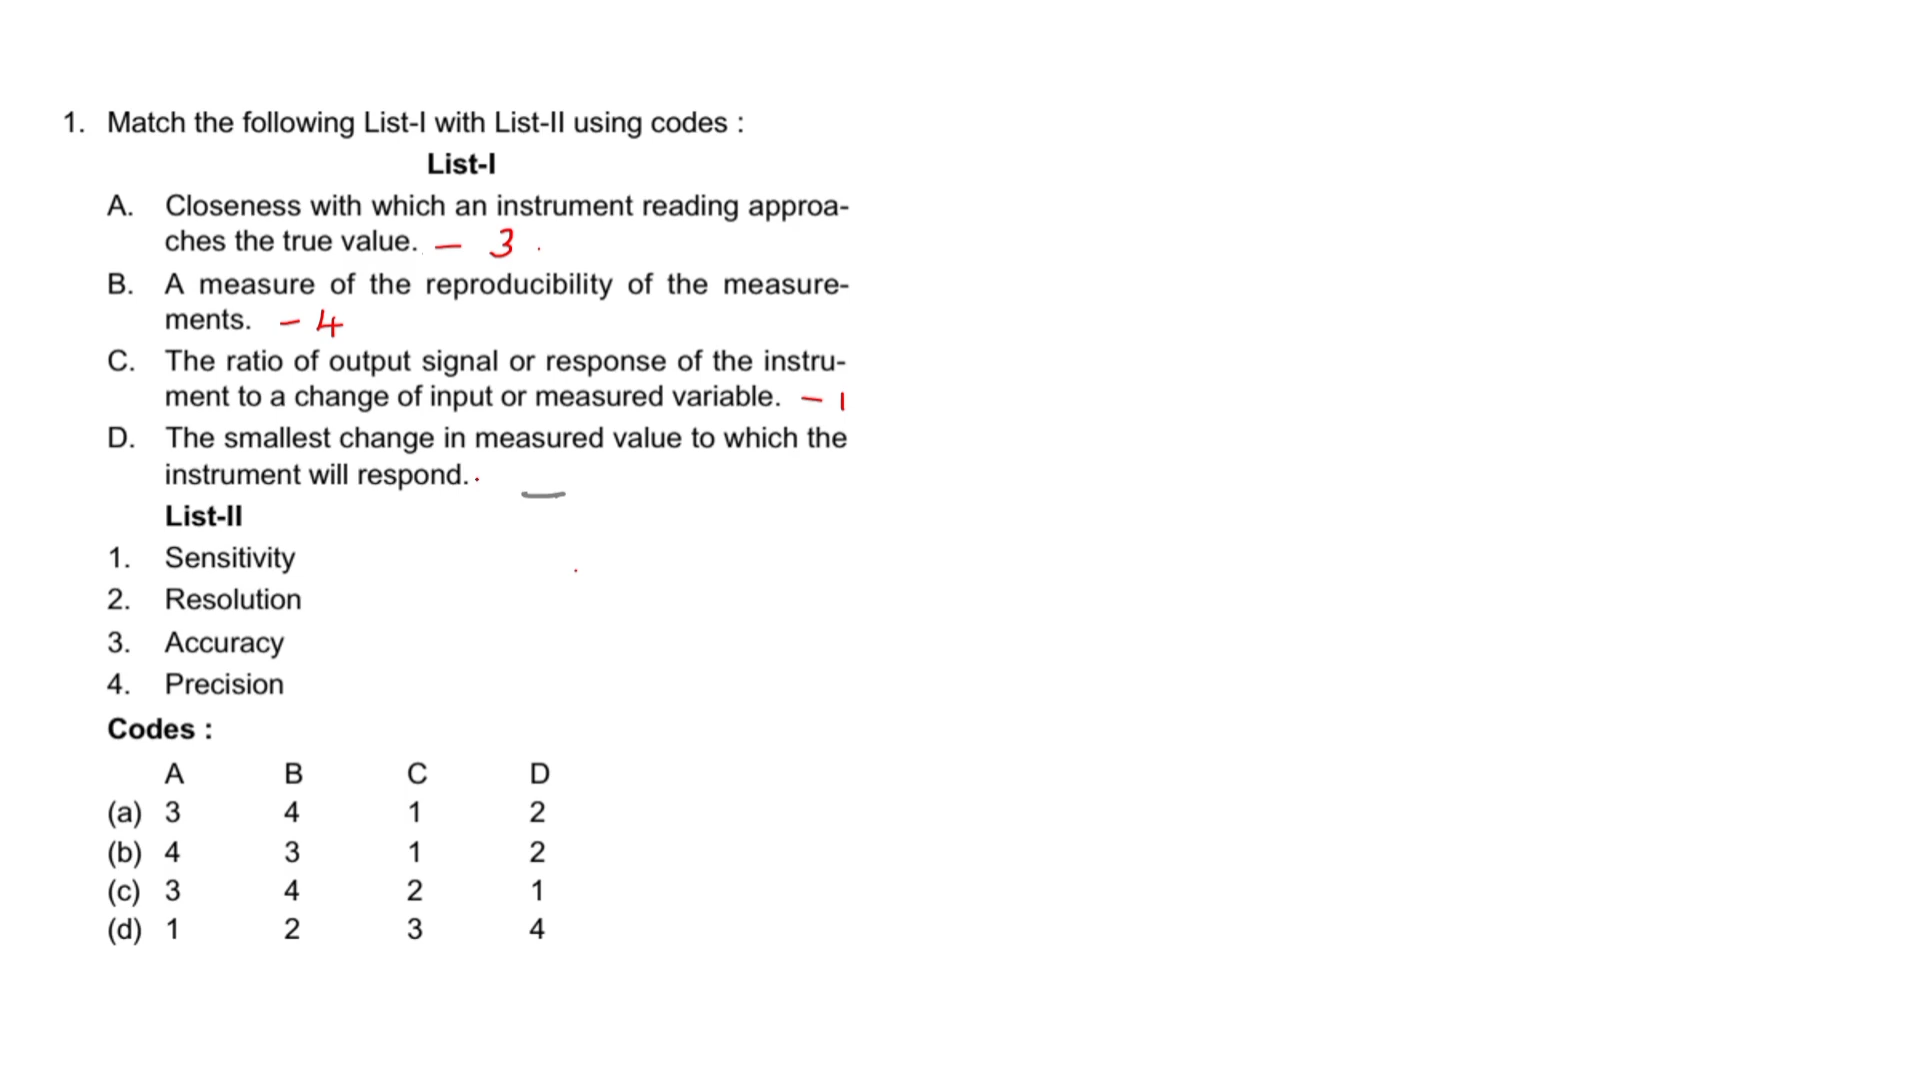 1. Match the following List-I with List-II using codes :
List-I
A. Closeness with which an instrument reading approa-
ches the true value. – 3
B. A measure of the reproducibility of the measure-
ments. – 4
C. The ratio of output signal or response of the instru-
ment to a change of input or measured variable. – 1
D. The smallest change in measured value to which the
instrument will respond.
List-II
1. Sensitivity
2. Resolution
3. Accuracy
4. Precision
Codes :
A B C D
(a) 3 4 1 2
(b) 4 3 1 2
(c) 3 4 2 1
(d) 1 2 3 4